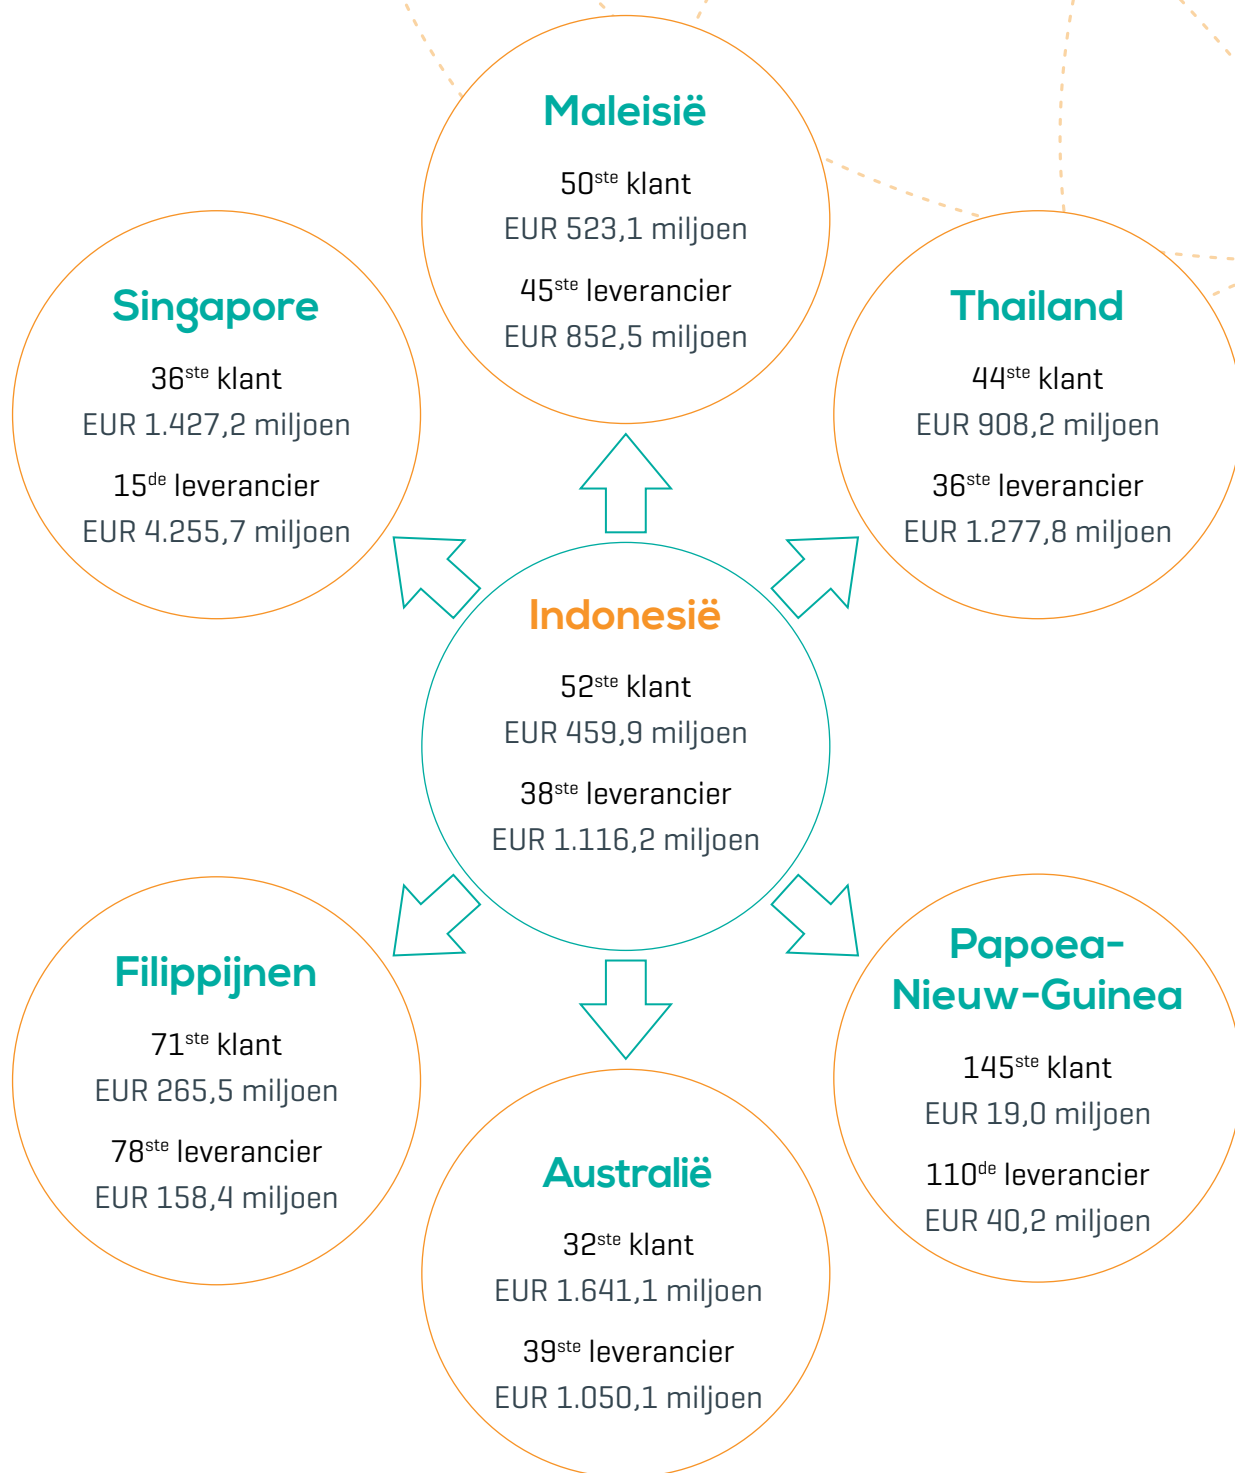 Maleisië
50ste klant
EUR 523,1 miljoen
45ste leverancier
EUR 852,5 miljoen
Singapore
36ste klant
EUR 1.427,2 miljoen
15de leverancier
EUR 4.255,7 miljoen
Thailand
44ste klant
EUR 908,2 miljoen
36ste leverancier
EUR 1.277,8 miljoen
Indonesië
52ste klant
EUR 459,9 miljoen
38ste leverancier
EUR 1.116,2 miljoen
Filippijnen
71ste klant
EUR 265,5 miljoen
78ste leverancier
EUR 158,4 miljoen
Papoea-
Nieuw-Guinea
145ste klant
EUR 19,0 miljoen
110de leverancier
EUR 40,2 miljoen
Australië
32ste klant
EUR 1.641,1 miljoen
39ste leverancier
EUR 1.050,1 miljoen